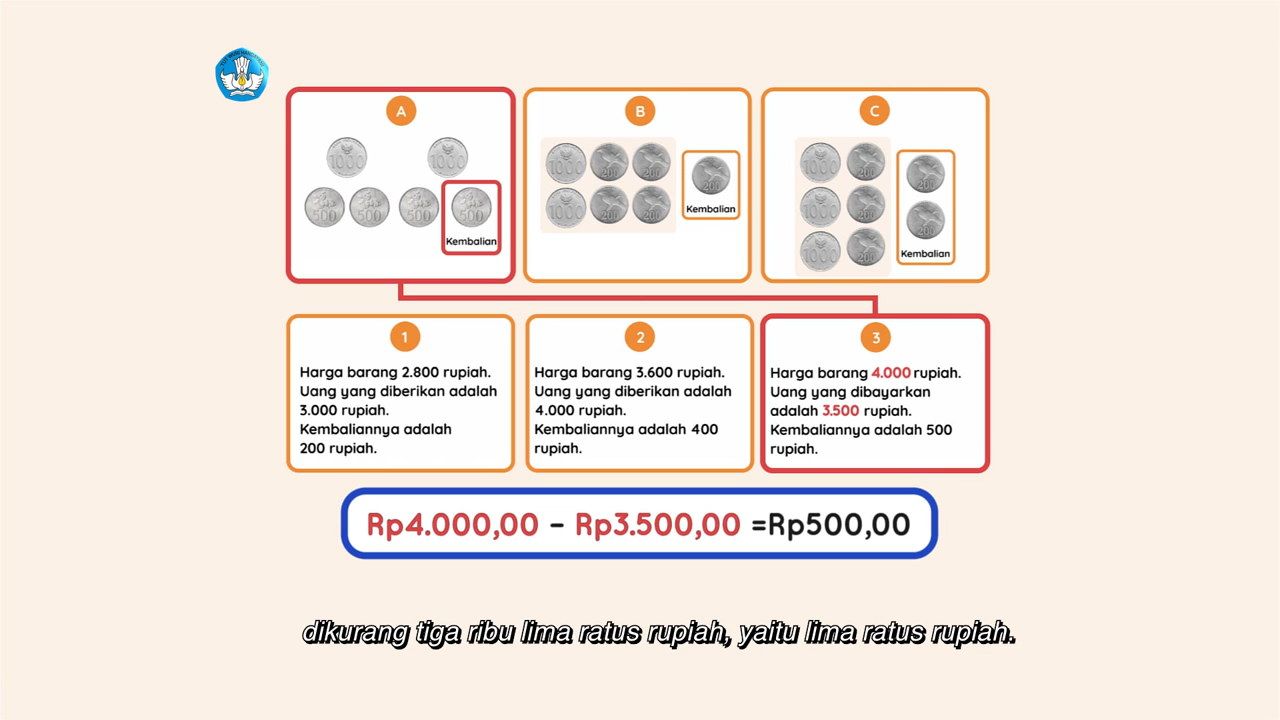 A
1000 1000
500 500 500 500
Kembalian
B
1000 200 200
1000 200 200
200
Kembalian
C
1000 200
1000 200
1000 200
200
200
Kembalian
1
Harga barang 2.800 rupiah.
Uang yang diberikan adalah
3.000 rupiah.
Kembaliannya adalah
200 rupiah.
2
Harga barang 3.600 rupiah.
Uang yang diberikan adalah
4.000 rupiah.
Kembaliannya adalah 400
rupiah.
3
Harga barang 4.000 rupiah.
Uang yang dibayarkan
adalah 3.500 rupiah.
Kembaliannya adalah 500
rupiah.
Rp4.000,00 – Rp3.500,00 =Rp500,00
dikurang tiga ribu lima ratus rupiah, yaitu lima ratus rupiah.